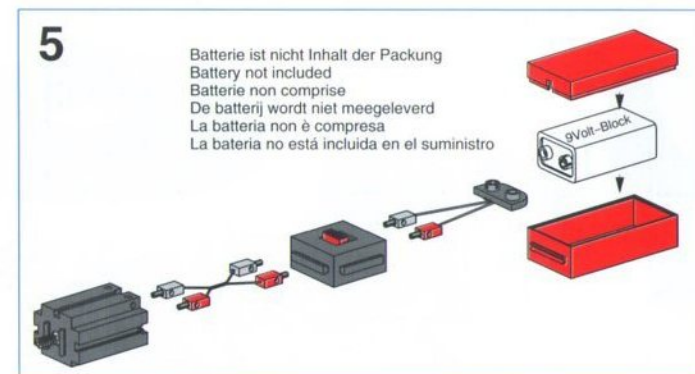 5
Batterie ist nicht Inhalt der Packung
Battery not included
Batterie non comprise
De batterij wordt niet meegeleverd
La batteria non è compresa
La bateria no está incluida en el suministro
9Volt-Block